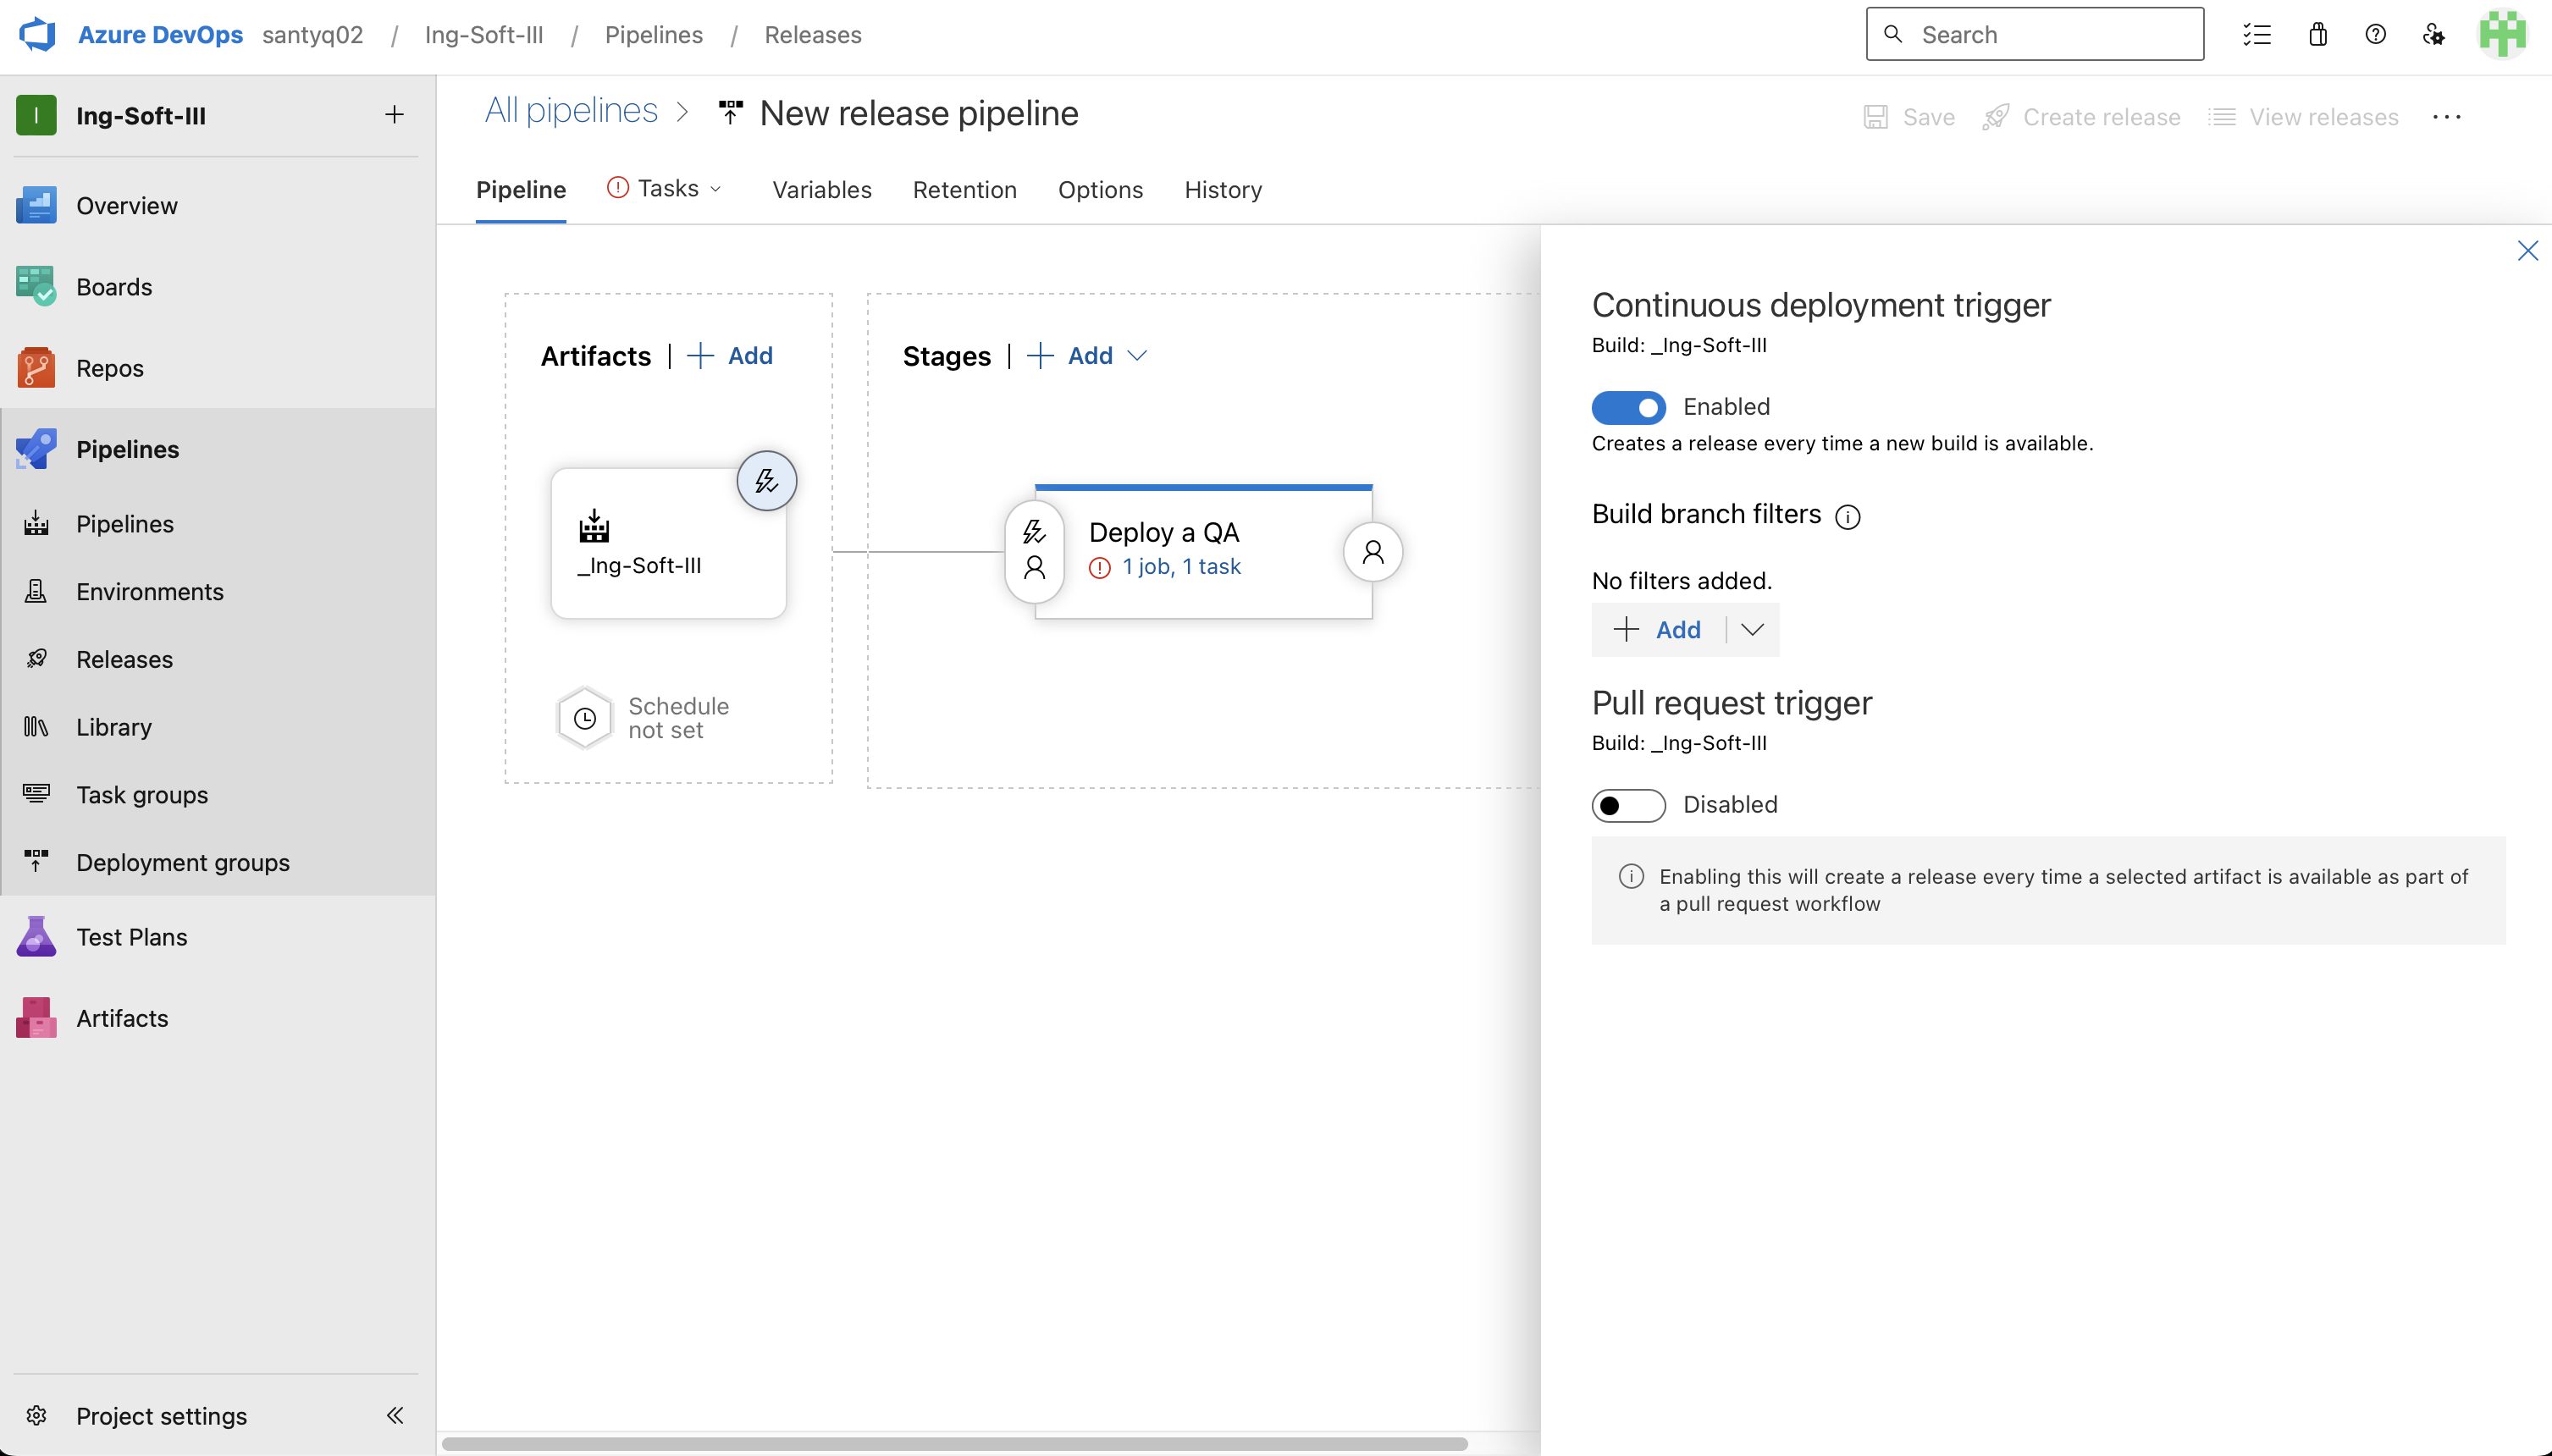 Azure DevOps santyq02 / Ing-Soft-III / Pipelines / Releases
Search
I Ing-Soft-III
Overview
Boards
Repos
Pipelines
Pipelines
Environments
Releases
Library
Task groups
Deployment groups
Test Plans
Artifacts
Project settings
All pipelines > New release pipeline
Save Create release View releases ...
Pipeline Tasks Variables Retention Options History
Artifacts | + Add
_Ing-Soft-III
Schedule
not set
Stages | + Add
Deploy a QA
1 job, 1 task
Continuous deployment trigger
Build: _Ing-Soft-III
Enabled
Creates a release every time a new build is available.
Build branch filters
No filters added.
+ Add
Pull request trigger
Build: _Ing-Soft-III
Disabled
Enabling this will create a release every time a selected artifact is available as part of
a pull request workflow